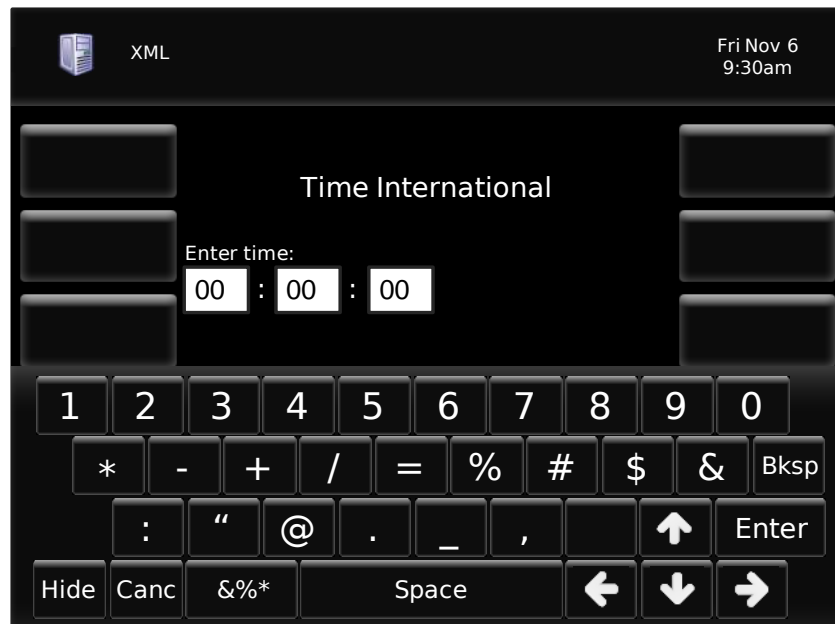 XML
Fri Nov 6
9:30am
Time International
Enter time:
00 : 00 : 00
1 2 3 4 5 6 7 8 9 0
* - + / = % # $ & Bksp
: “ @ . _ , Enter
Hide Canc &%* Space